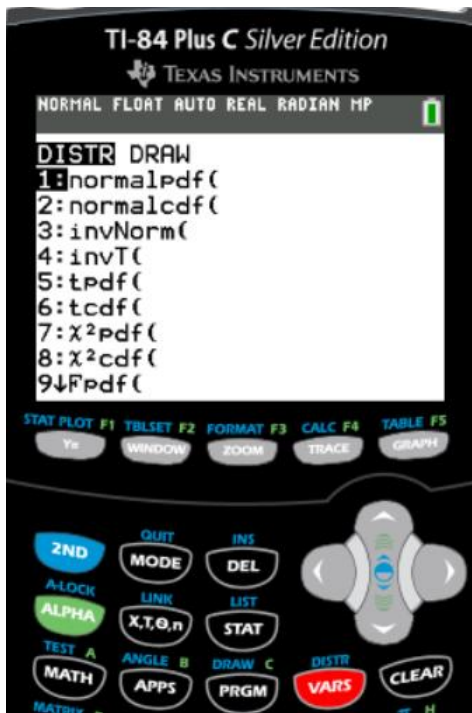 TI-84 Plus C Silver Edition
TEXAS INSTRUMENTS
NORMAL FLOAT AUTO REAL RADIAN MP
DISTR DRAW
1:normalpdf(
2:normalcdf(
3:invNorm(
4:invT(
5:tpdf(
6:tcdf(
7:χ²pdf(
8:χ²cdf(
9↓Fpdf(
STAT PLOT F1 TBLSET F2 FORMAT F3 CALC F4 TABLE F5
Y= WINDOW ZOOM TRACE GRAPH
QUIT INS
2ND MODE DEL
A-LOCK LINK LIST
ALPHA X,T,Θ,n STAT
TEST A ANGLE B DRAW C DISTR
MATH APPS PRGM VARS CLEAR
MATRIX H